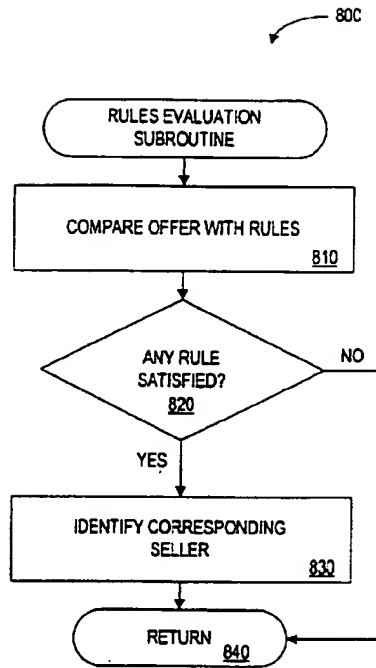 800
RULES EVALUATION
SUBROUTINE
COMPARE OFFER WITH RULES
810
ANY RULE
SATISFIED?
820
NO
YES
IDENTIFY CORRESPONDING
SELLER
830
RETURN
840